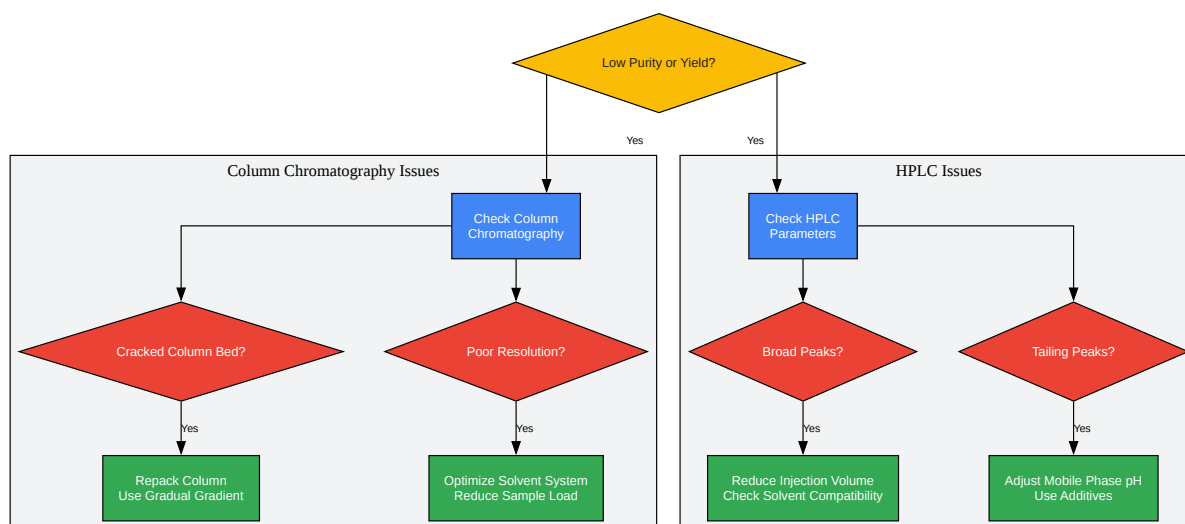 Low Purity or Yield?
Yes
Yes
Column Chromatography Issues
HPLC Issues
Check Column
Chromatography
Check HPLC
Parameters
Cracked Column Bed?
Poor Resolution?
Broad Peaks?
Tailing Peaks?
Yes
Yes
Yes
Yes
Repack Column
Use Gradual Gradient
Optimize Solvent System
Reduce Sample Load
Reduce Injection Volume
Check Solvent Compatibility
Adjust Mobile Phase pH
Use Additives